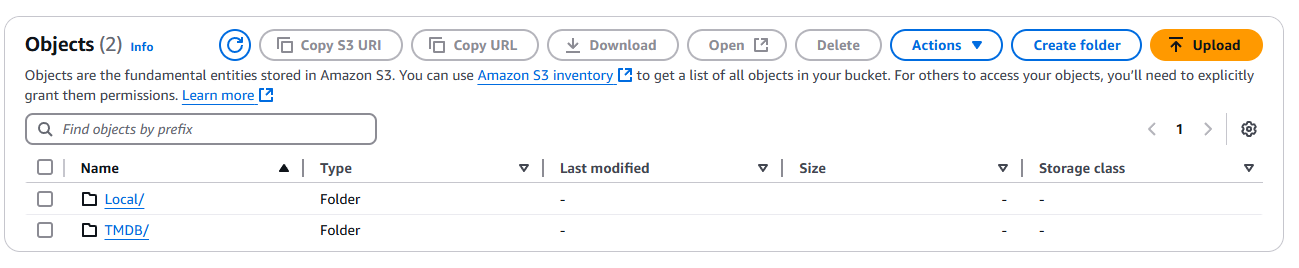 Objects (2) Info Copy S3 URI Copy URL Download Open Delete Actions Create folder Upload
Objects are the fundamental entities stored in Amazon S3. You can use Amazon S3 inventory to get a list of all objects in your bucket. For others to access your objects, you’ll need to explicitly
grant them permissions. Learn more
Find objects by prefix 1
Name Type Last modified Size Storage class
Local/ Folder - - -
TMDB/ Folder - - -